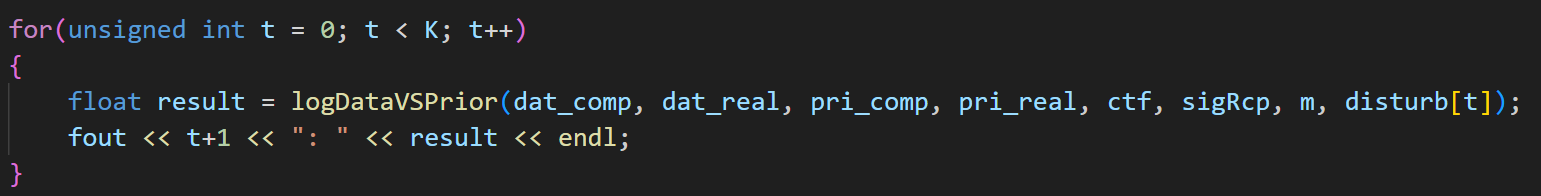 for(unsigned int t = 0; t < K; t++)
{
    float result = logDataVSPrior(dat_comp, dat_real, pri_comp, pri_real, ctf, sigRcp, m, disturb[t]);
    fout << t+1 << ": " << result << endl;
}